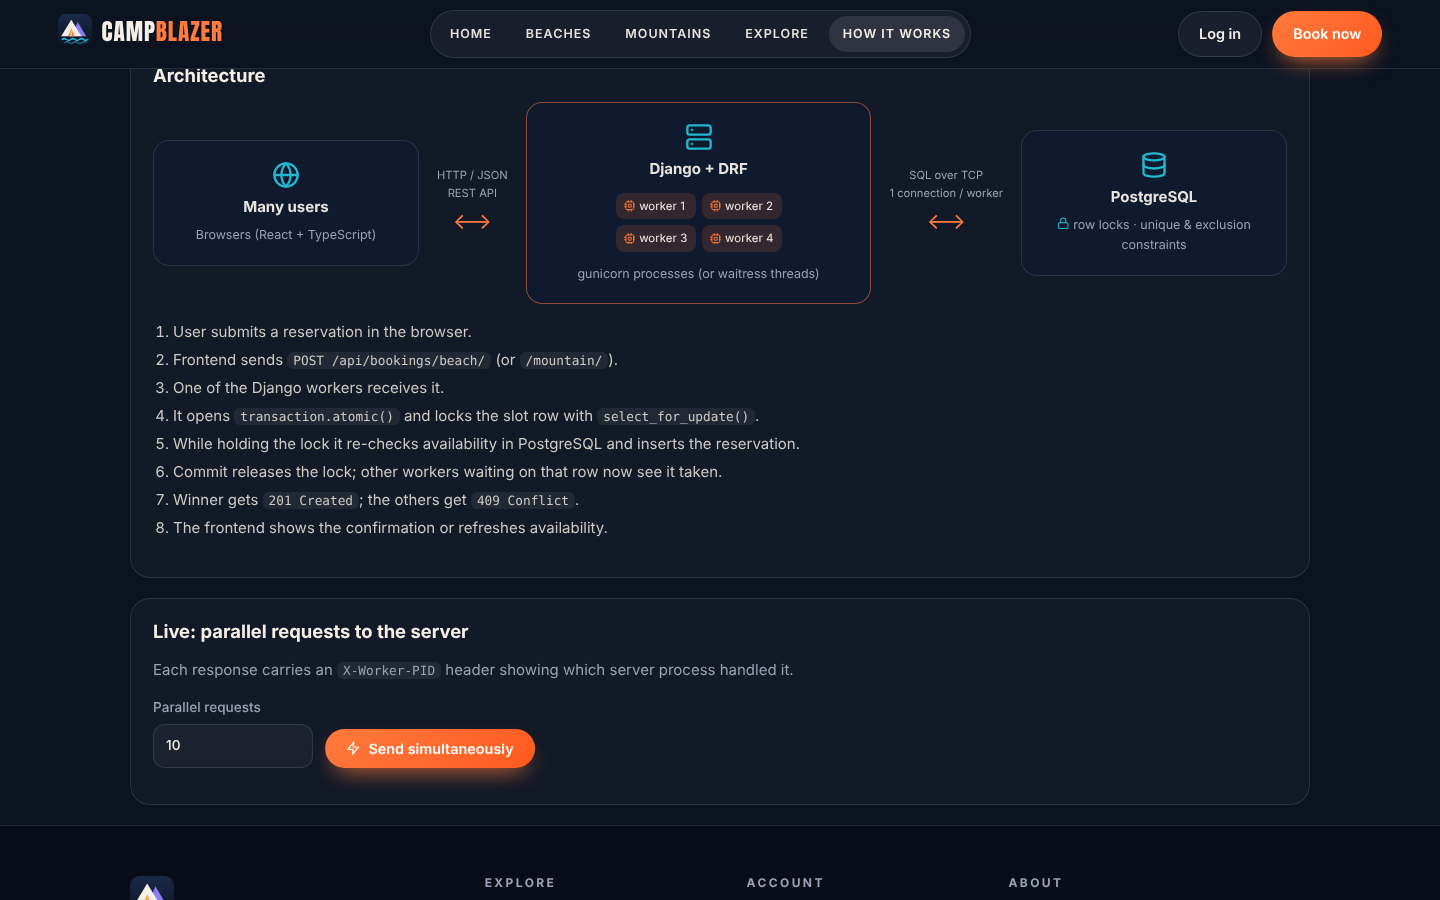 CAMPBLAZER
HOME
BEACHES
MOUNTAINS
EXPLORE
HOW IT WORKS
Log in
Book now
Architecture
Many users
Browsers (React + TypeScript)
HTTP / JSON
REST API
Django + DRF
worker 1
worker 2
worker 3
worker 4
gunicorn processes (or waitress threads)
SQL over TCP
1 connection / worker
PostgreSQL
row locks · unique & exclusion
constraints
1. User submits a reservation in the browser.
2. Frontend sends POST /api/bookings/beach/ (or /mountain/).
3. One of the Django workers receives it.
4. It opens transaction.atomic() and locks the slot row with select_for_update().
5. While holding the lock it re-checks availability in PostgreSQL and inserts the reservation.
6. Commit releases the lock; other workers waiting on that row now see it taken.
7. Winner gets 201 Created; the others get 409 Conflict.
8. The frontend shows the confirmation or refreshes availability.
Live: parallel requests to the server
Each response carries an X-Worker-PID header showing which server process handled it.
Parallel requests
10
Send simultaneously
EXPLORE
ACCOUNT
ABOUT